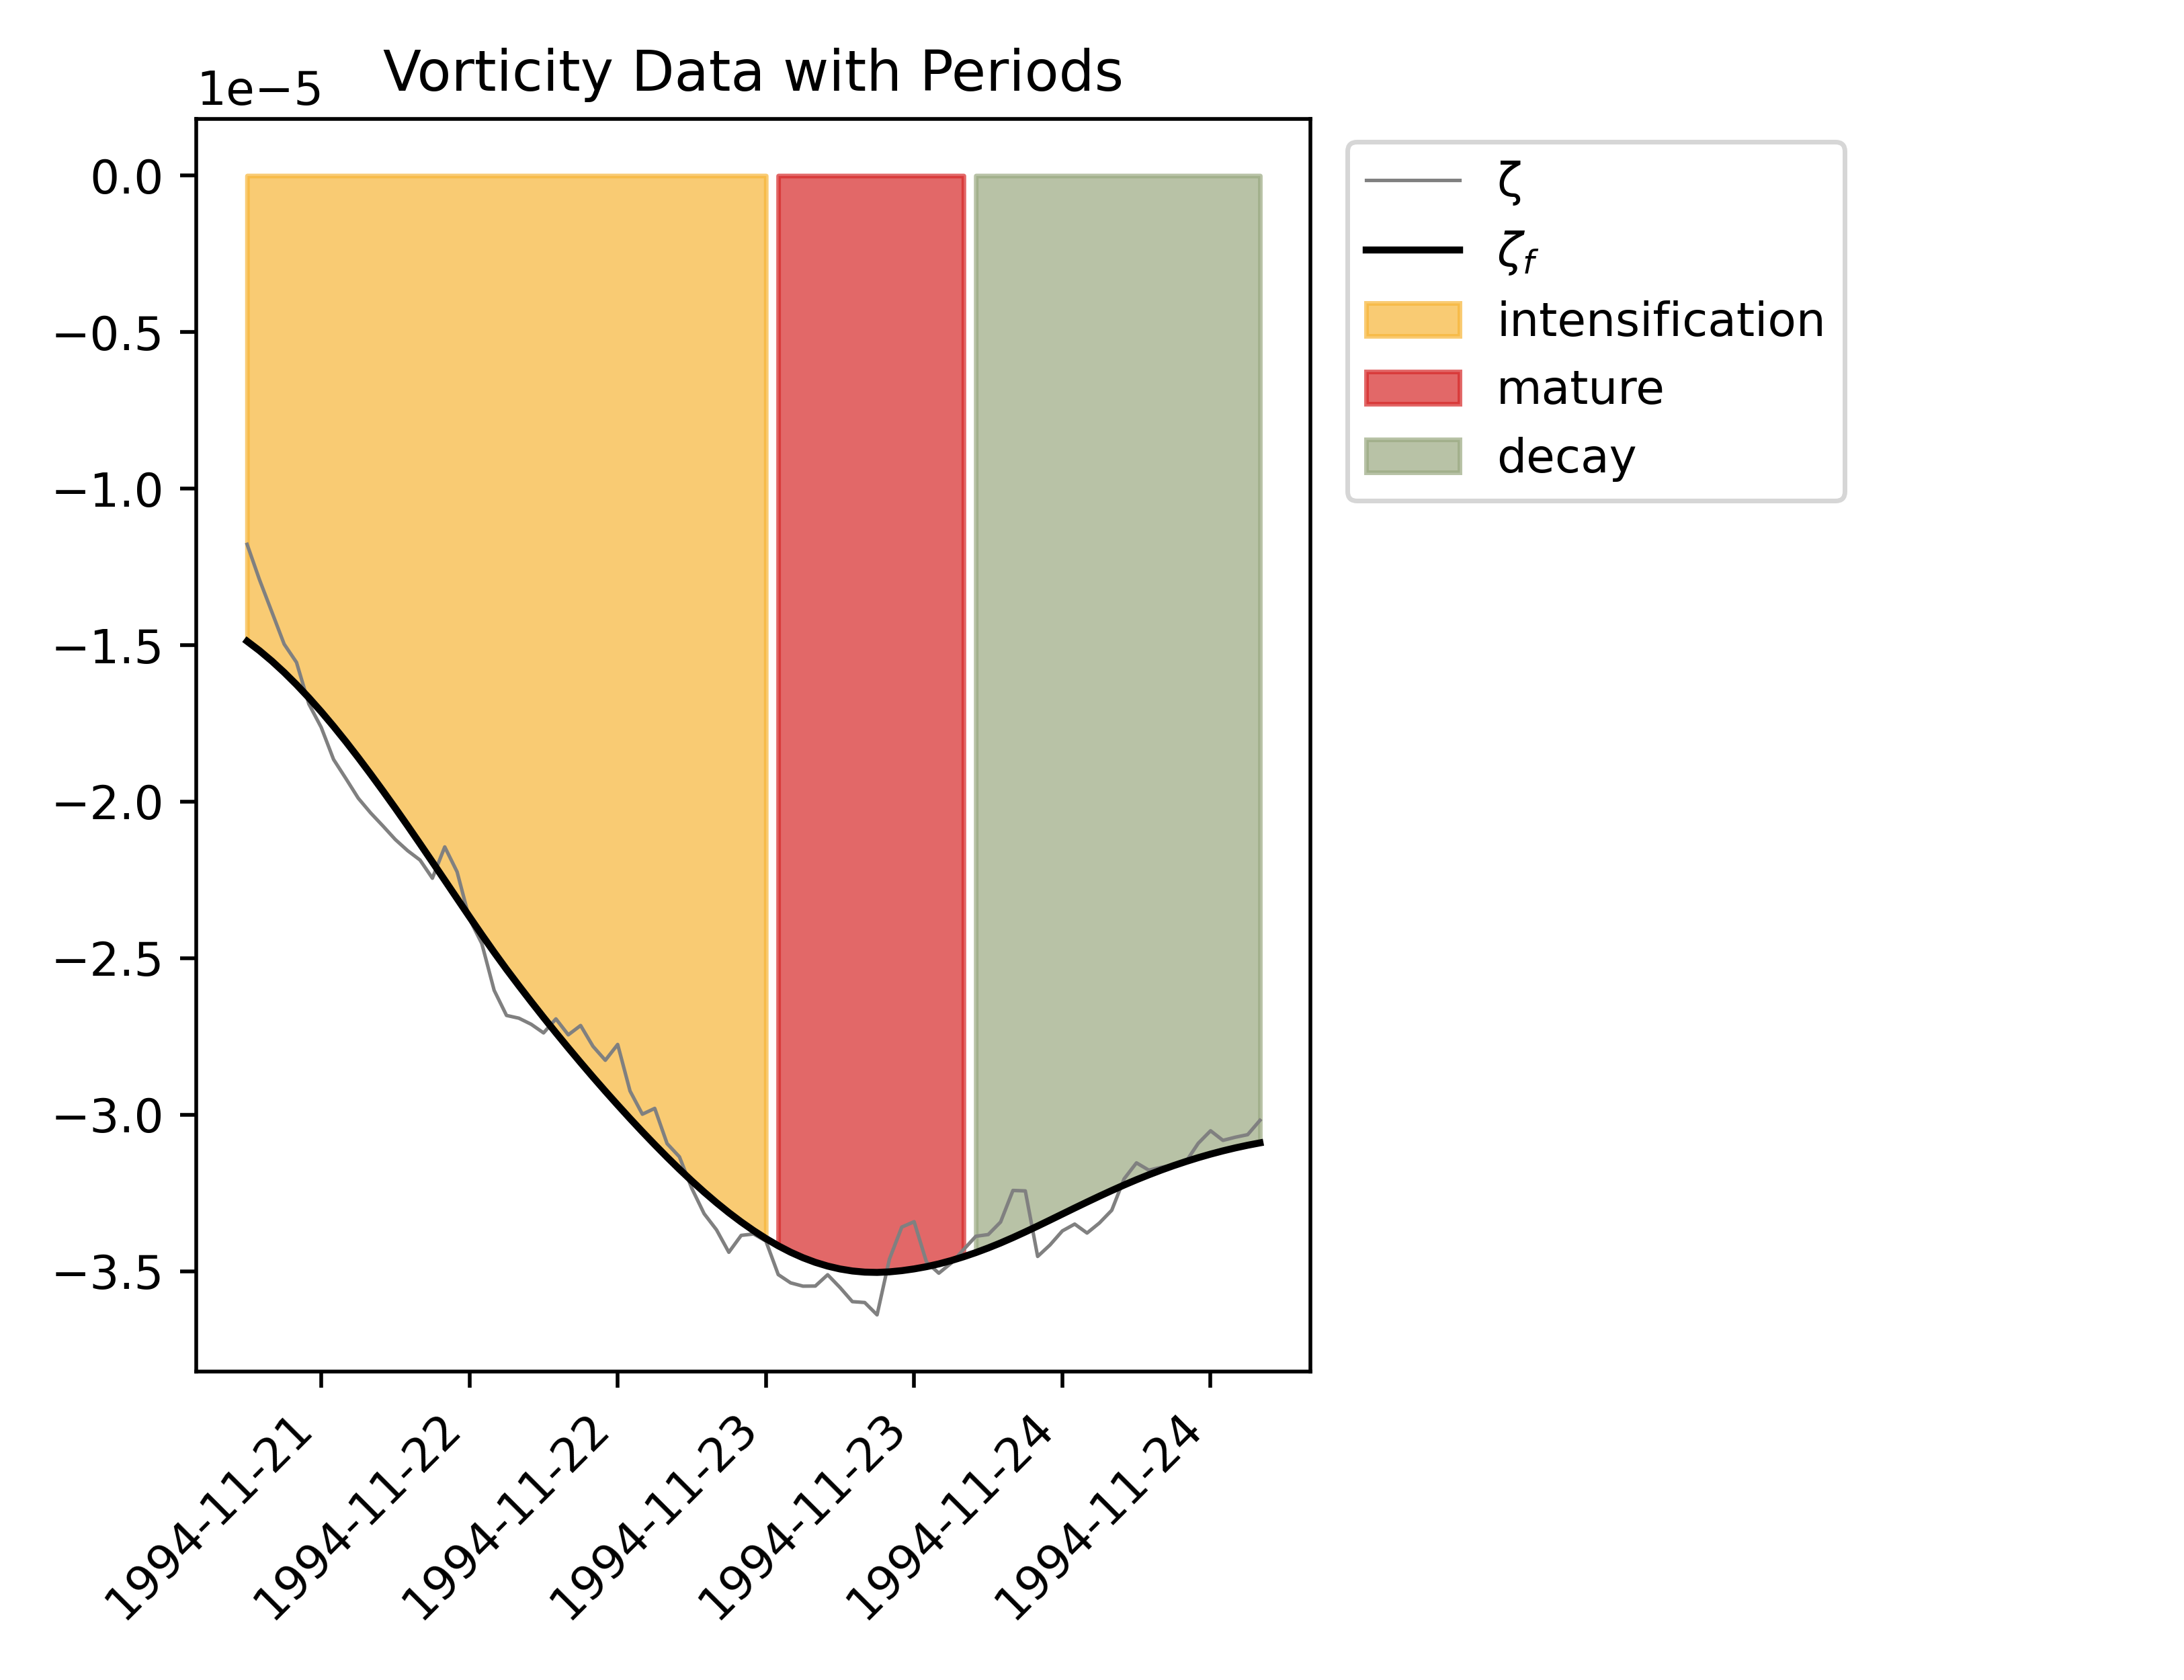 Vorticity Data with Periods
1e−5
0.0
−0.5
−1.0
−1.5
−2.0
−2.5
−3.0
−3.5
1994-11-21
1994-11-22
1994-11-22
1994-11-23
1994-11-23
1994-11-24
1994-11-24
ζ
ζf
intensification
mature
decay